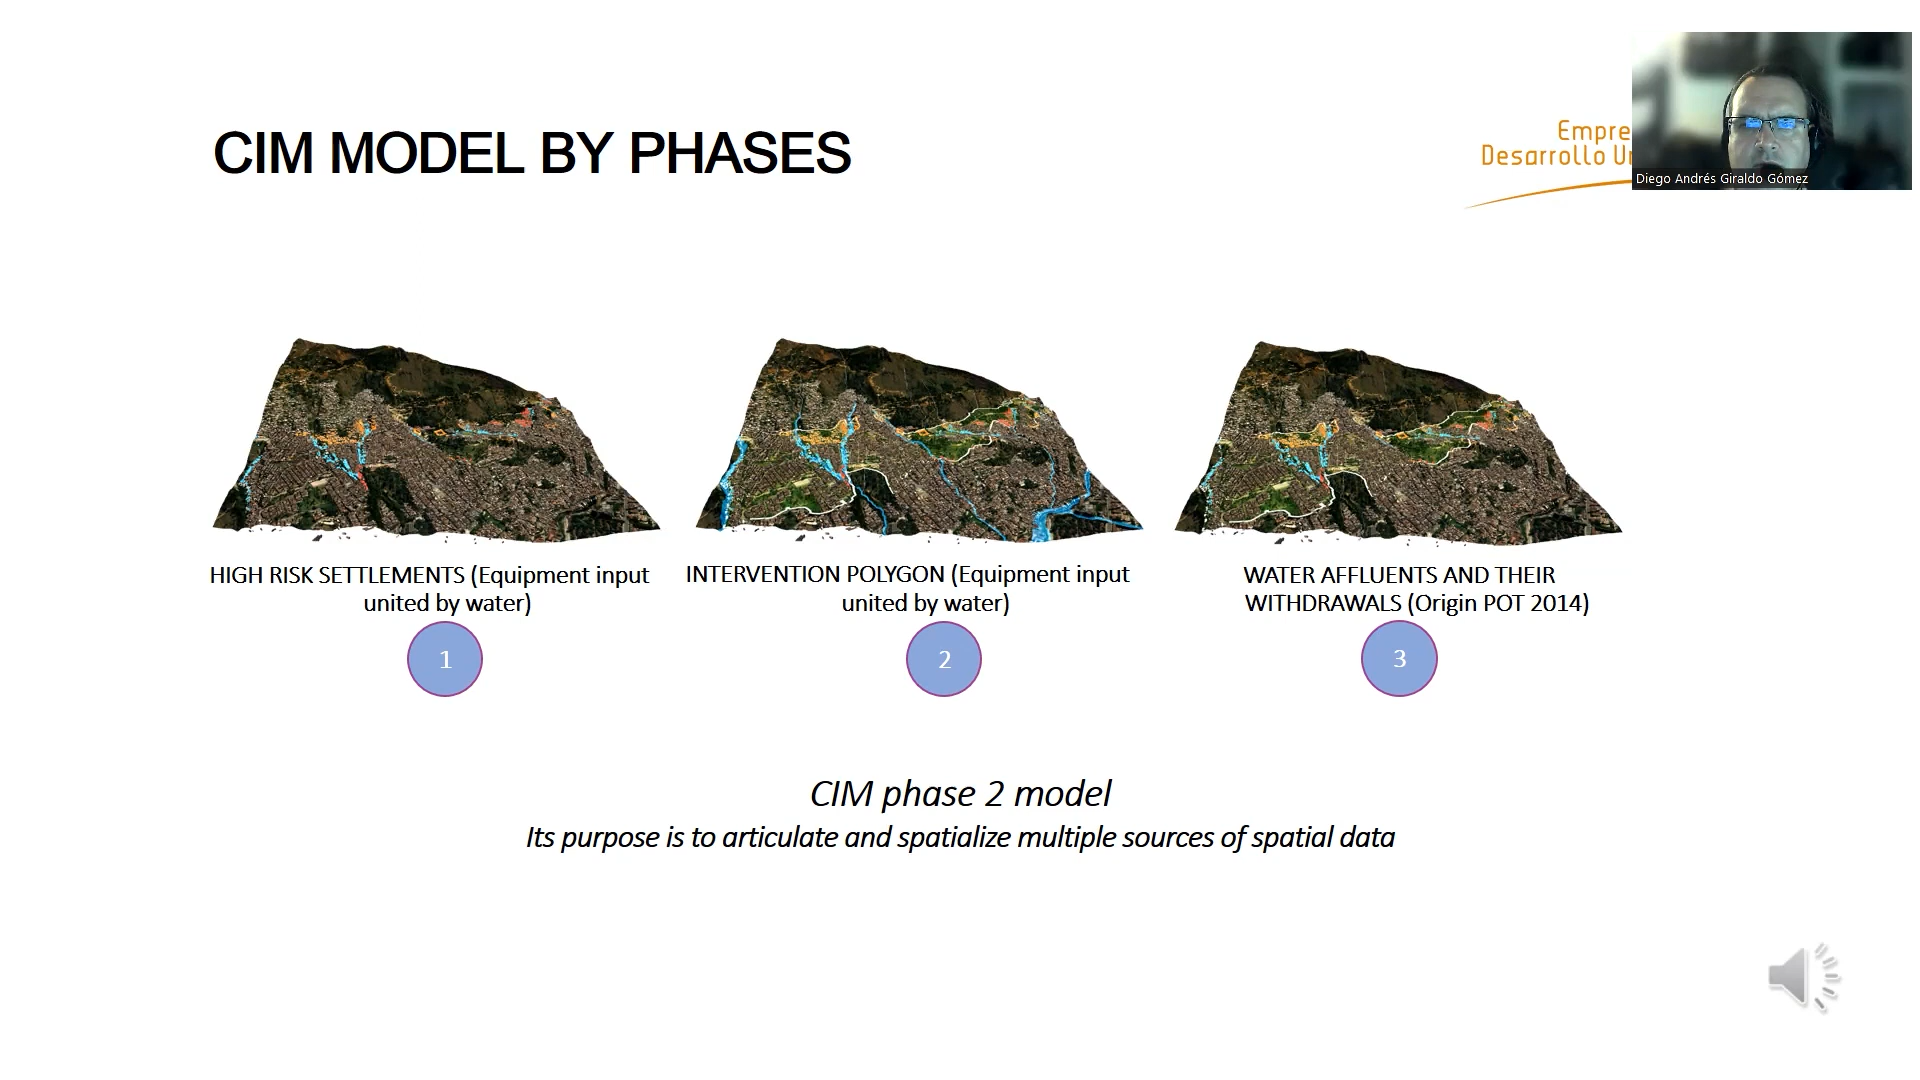 CIM MODEL BY PHASES
Empre
Desarrollo U
Diego Andrés Giraldo Gómez
HIGH RISK SETTLEMENTS (Equipment input
united by water)
1
INTERVENTION POLYGON (Equipment input
united by water)
2
WATER AFFLUENTS AND THEIR
WITHDRAWALS (Origin POT 2014)
3
CIM phase 2 model
Its purpose is to articulate and spatialize multiple sources of spatial data